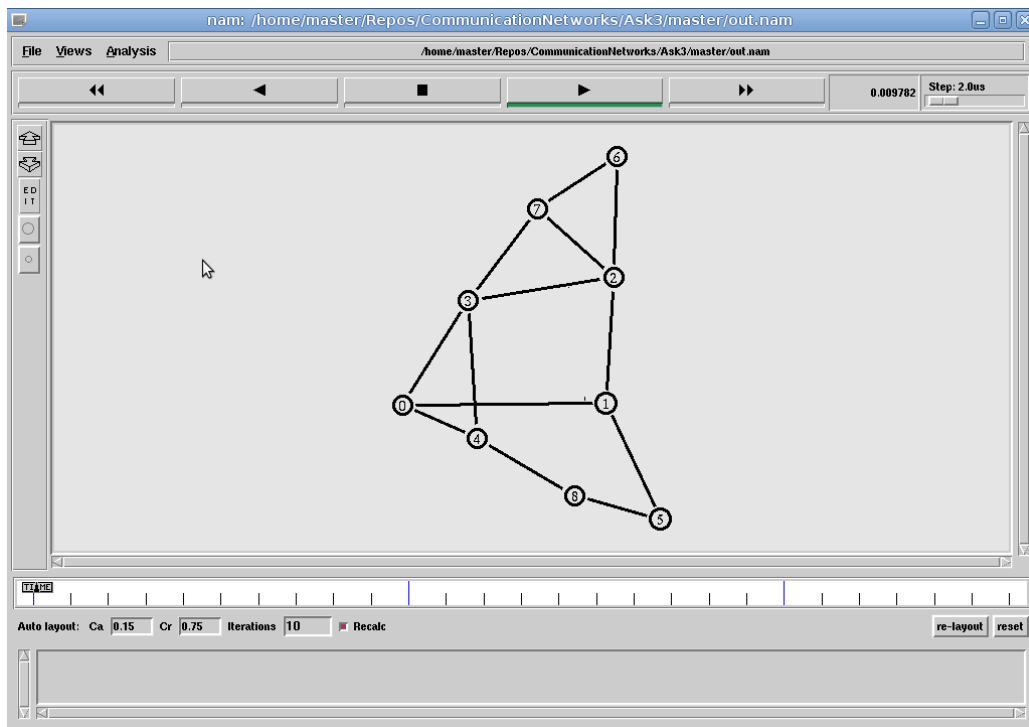 nam: /home/master/Repos/CommunicationNetworks/Ask3/master/out.nam
File Views Analysis /home/master/Repos/CommunicationNetworks/Ask3/master/out.nam
0.009782 Step: 2.0us
ED
IT
6
7
2
3
0
1
4
8
5
TIME
Auto layout: Ca 0.15 Cr 0.75 Iterations 10 Recalc re-layout reset